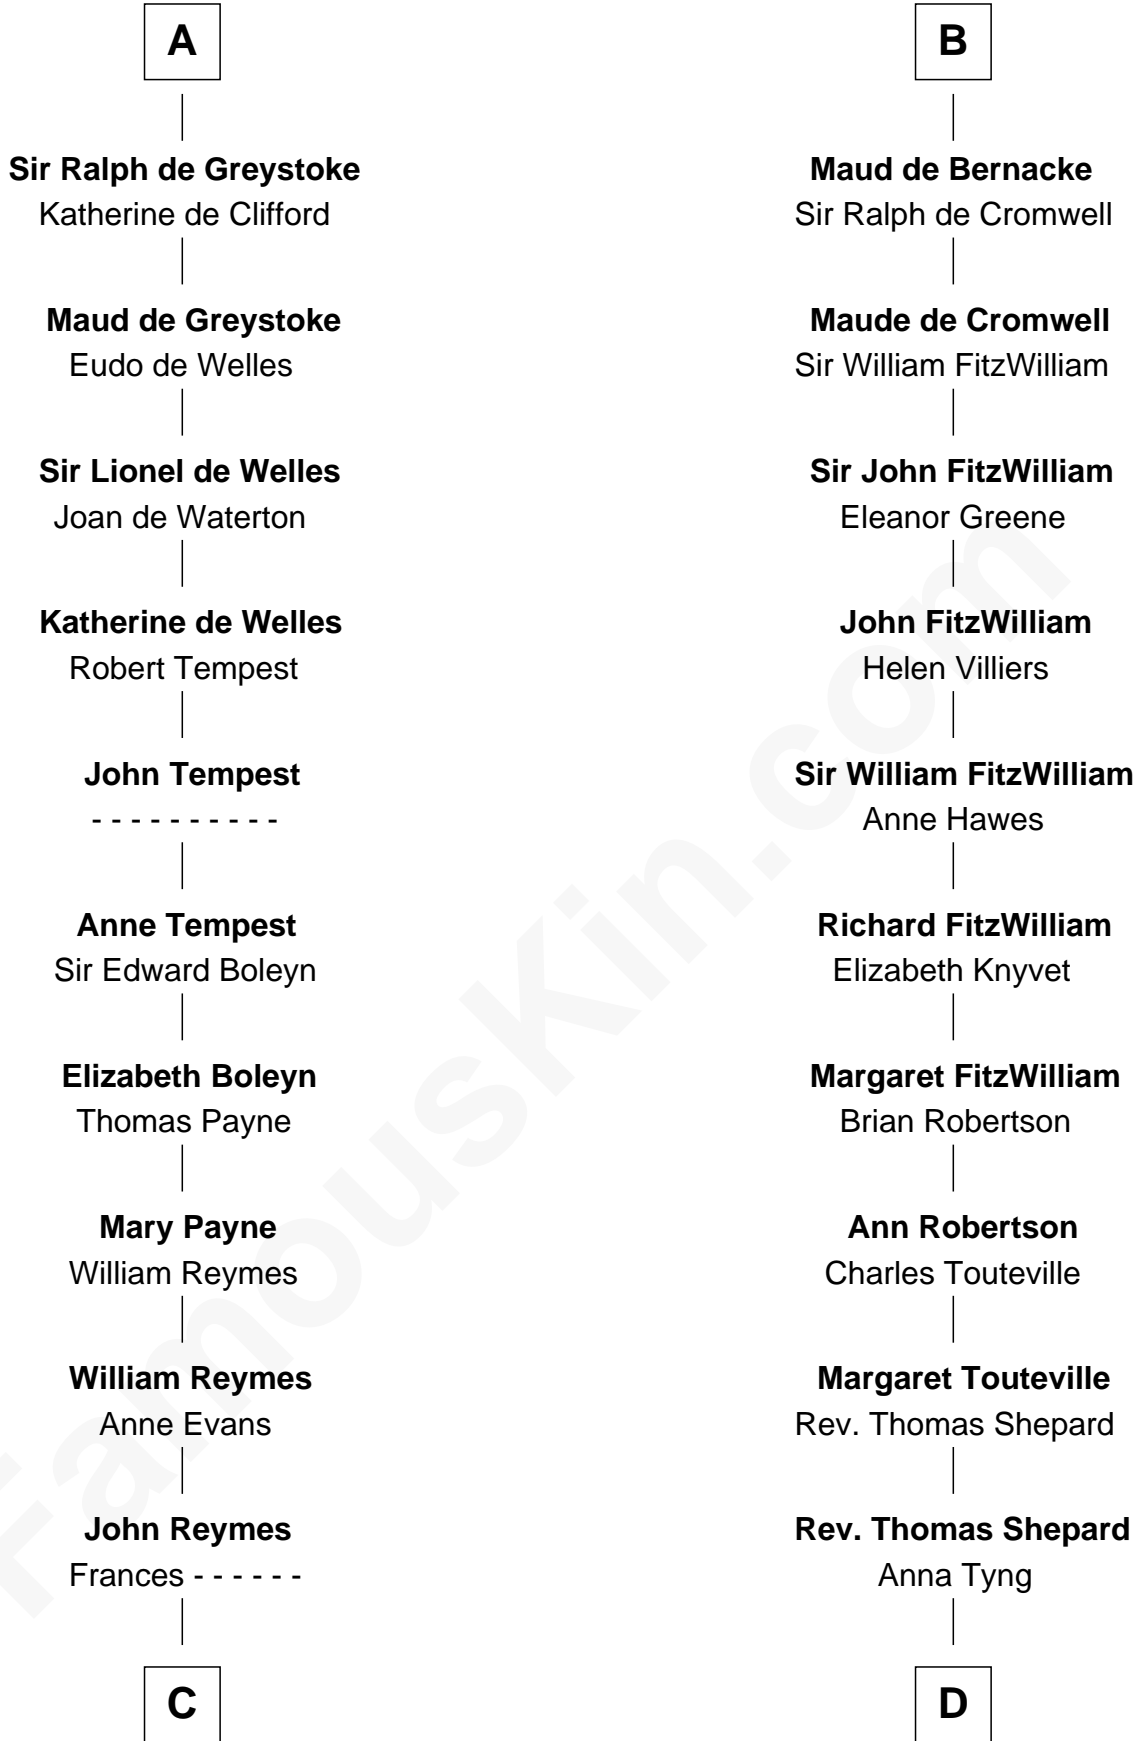 A
Sir Ralph de Greystoke
Katherine de Clifford
Maud de Greystoke
Eudo de Welles
Sir Lionel de Welles
Joan de Waterton
Katherine de Welles
Robert Tempest
John Tempest
- - - - - - - - - -
Anne Tempest
Sir Edward Boleyn
Elizabeth Boleyn
Thomas Payne
Mary Payne
William Reymes
William Reymes
Anne Evans
John Reymes
Frances - - - - - -
C
B
Maud de Bernacke
Sir Ralph de Cromwell
Maude de Cromwell
Sir William FitzWilliam
Sir John FitzWilliam
Eleanor Greene
John FitzWilliam
Helen Villiers
Sir William FitzWilliam
Anne Hawes
Richard FitzWilliam
Elizabeth Knyvet
Margaret FitzWilliam
Brian Robertson
Ann Robertson
Charles Touteville
Margaret Touteville
Rev. Thomas Shepard
Rev. Thomas Shepard
Anna Tyng
D
FamousKin.com